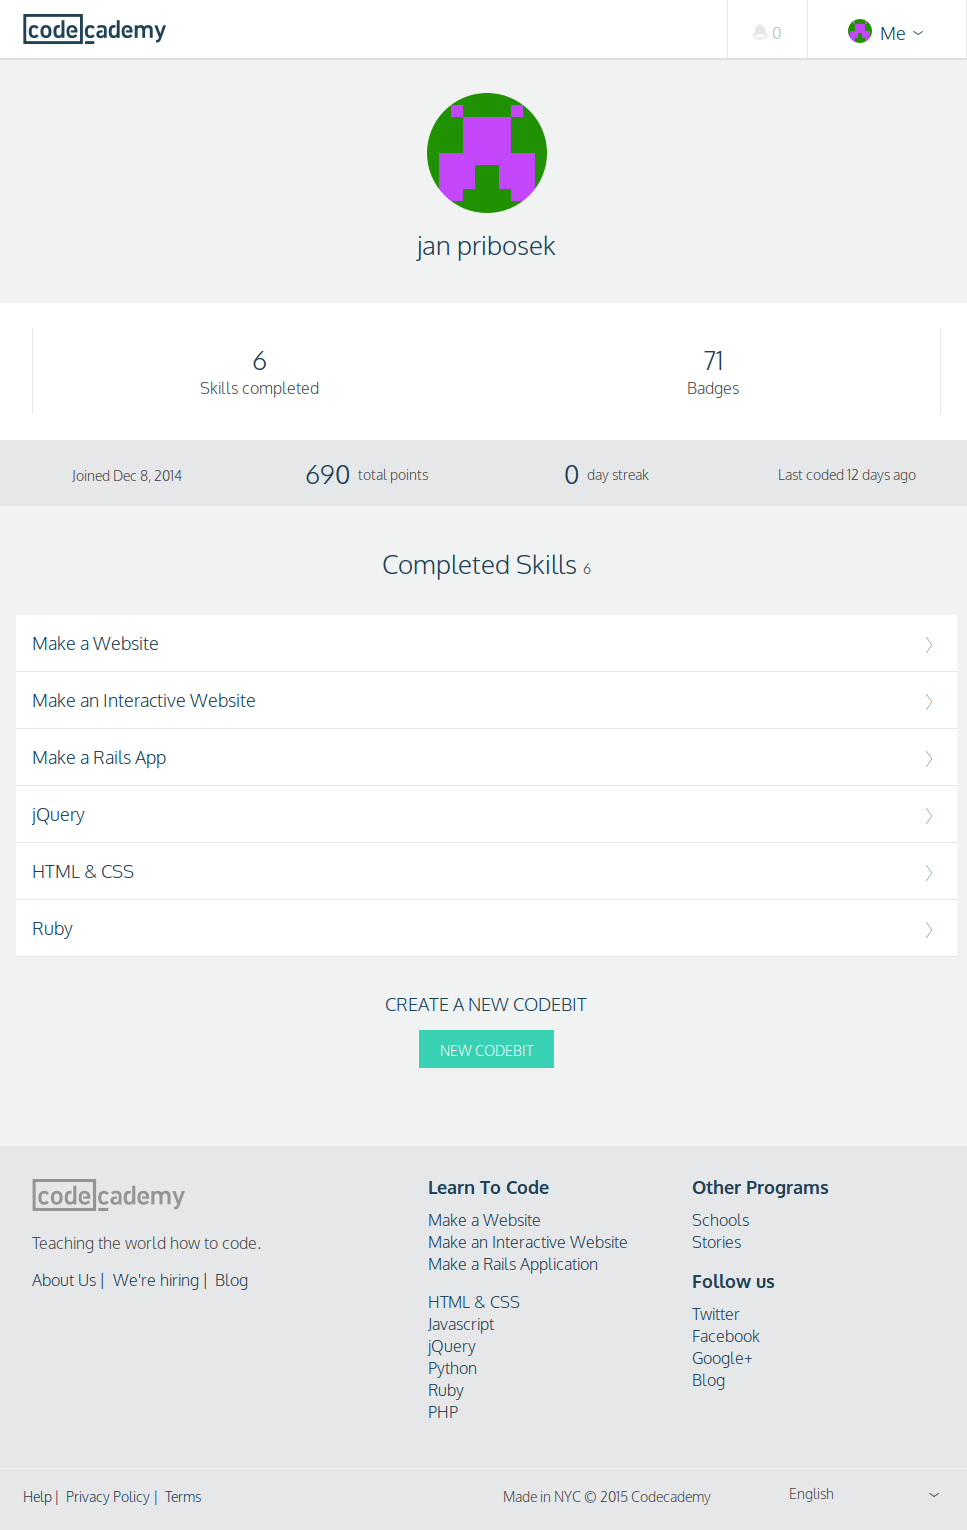 codecademy
0
Me
jan pribosek
6
Skills completed
71
Badges
Joined Dec 8, 2014
690 total points
0 day streak
Last coded 12 days ago
Completed Skills 6
Make a Website
Make an Interactive Website
Make a Rails App
jQuery
HTML & CSS
Ruby
CREATE A NEW CODEBIT
NEW CODEBIT
codecademy
Teaching the world how to code.
About Us | We're hiring | Blog
Learn To Code
Make a Website
Make an Interactive Website
Make a Rails Application
HTML & CSS
Javascript
jQuery
Python
Ruby
PHP
Other Programs
Schools
Stories
Follow us
Twitter
Facebook
Google+
Blog
Help | Privacy Policy | Terms
Made in NYC © 2015 Codecademy
English